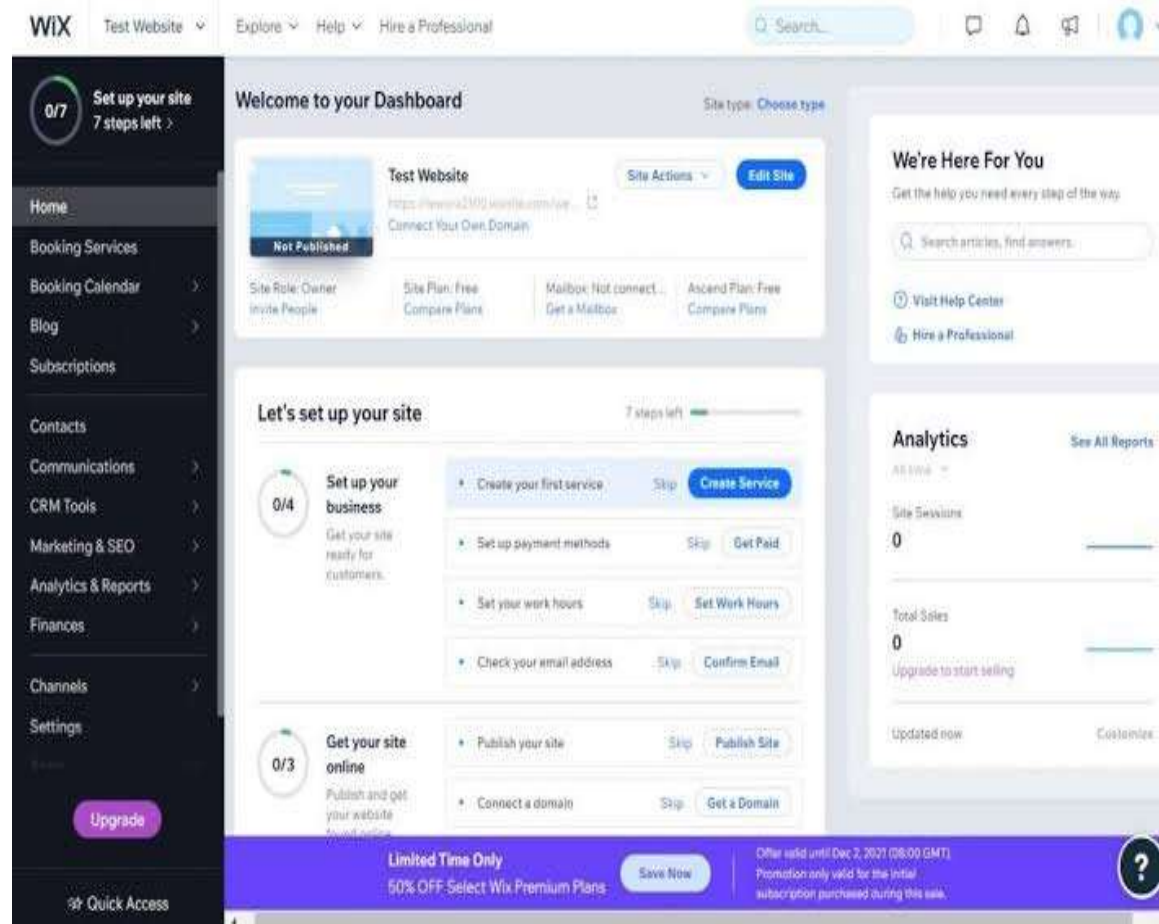 WiX
Test Website
Explore
Help
Hire a Professional
Search...
0/7
Set up your site
7 steps left >
Home
Booking Services
Booking Calendar
Blog
Subscriptions
Contacts
Communications
CRM Tools
Marketing & SEO
Analytics & Reports
Finances
Channels
Settings
Upgrade
Quick Access
Welcome to your Dashboard
Site type: Choose type
Not Published
Test Website
Connect Your Own Domain
Site Actions
Edit Site
Site Role: Owner
Invite People
Site Plan: Free
Compare Plans
Mailbox: Not connect...
Get a Mailbox
Ascend Plan: Free
Compare Plans
Let's set up your site
7 steps left
0/4
Set up your
business
Get your site
ready for
customers.
Create your first service Skip Create Service
Set up payment methods Skip Get Paid
Set your work hours Skip Set Work Hours
Check your email address Skip Confirm Email
0/3
Get your site
online
Publish and get
your website
found online
Publish your site Skip Publish Site
Connect a domain Skip Get a Domain
We're Here For You
Get the help you need every step of the way.
Search articles, find answers.
Visit Help Center
Hire a Professional
Analytics
See All Reports
All time
Site Sessions
0
Total Sales
0
Upgrade to start selling
Updated now
Customize
Limited Time Only
50% OFF Select Wix Premium Plans
Save Now
Offer valid until Dec 2, 2021 (08:00 GMT).
Promotion only valid for the initial
subscription purchased during this sale.
?